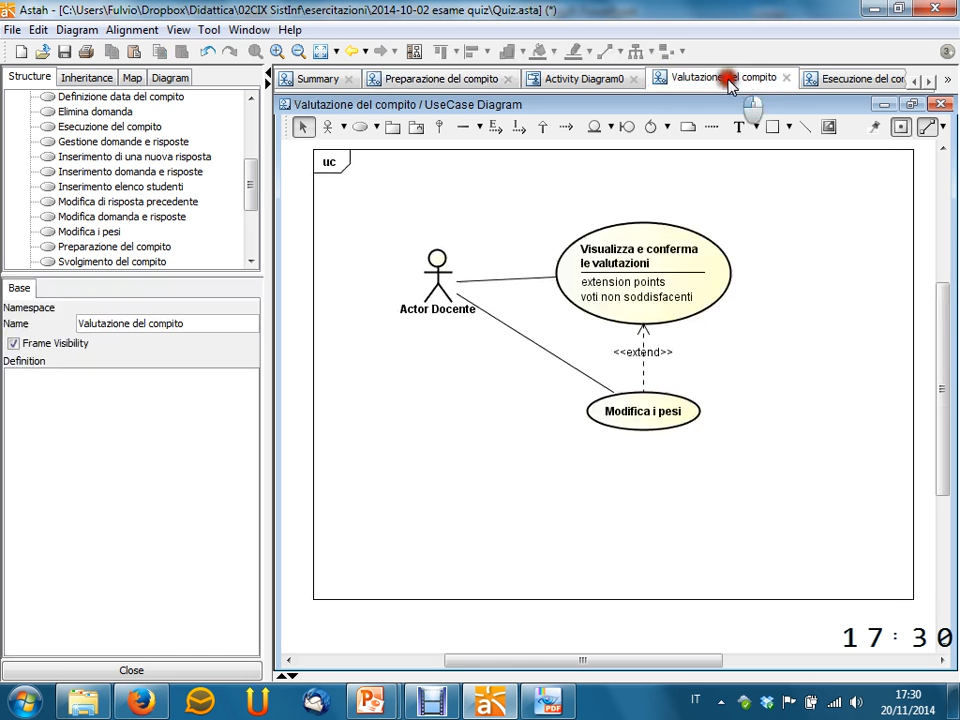 Astah - [C:\Users\Fulvio\Dropbox\Didattica\02CIX SistInf\esercitazioni\2014-10-02 esame quiz\Quiz.asta] (*)
File Edit Diagram Alignment View Tool Window Help
3
Structure Inheritance Map Diagram
Summary Preparazione del compito Activity Diagram0 Valutazione del compito Esecuzione del cor
Definizione data del compito
Elimina domanda
Esecuzione del compito
Gestione domande e risposte
Inserimento di una nuova risposta
Inserimento domanda e risposte
Inserimento elenco studenti
Modifica di risposta precedente
Modifica domanda e risposte
Modifica i pesi
Preparazione del compito
Svolgimento del compito
Base
Namespace
Name Valutazione del compito
Frame Visibility
Definition
Close
Valutazione del compito / UseCase Diagram
T
uc
Visualizza e conferma
le valutazioni
extension points
voti non soddisfacenti
Actor Docente
<<extend>>
Modifica i pesi
17:30
IT
17:30
20/11/2014